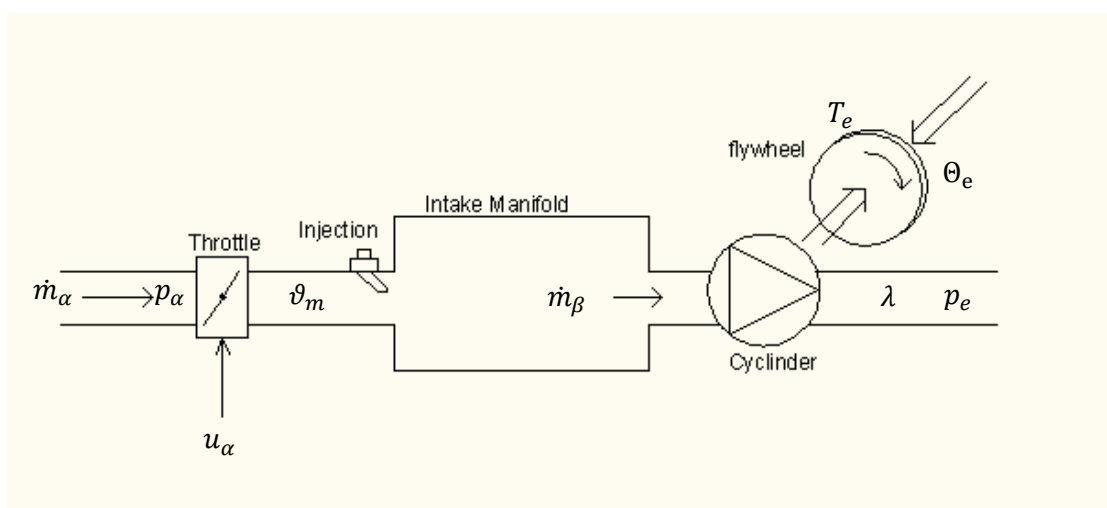 T_e
flywheel
Θ_e
Intake Manifold
Injection
Throttle
ṁ_α
p_α
ϑ_m
ṁ_β
λ
p_e
Cyclinder
u_α